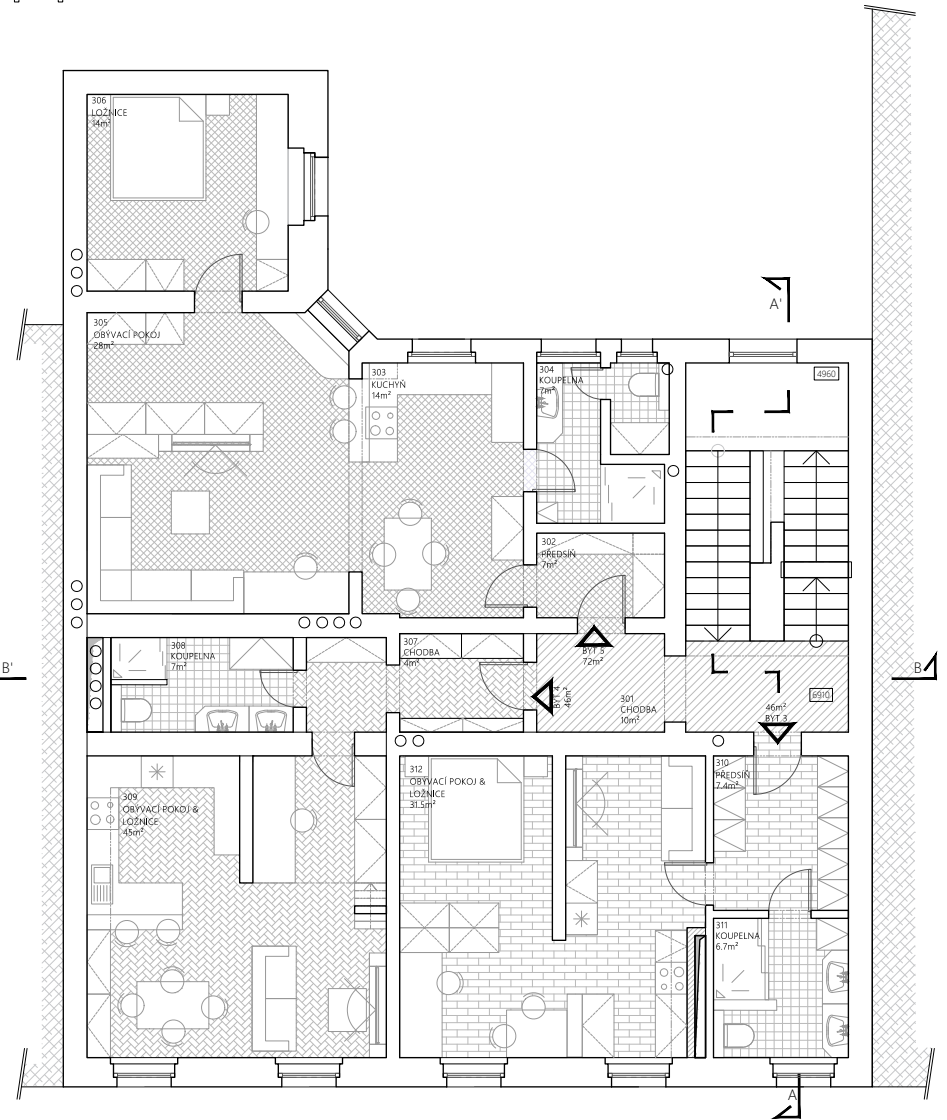 306
LOŽNICE
14m²
A'
305
OBÝVACÍ POKOJ
28m²
303
KUCHYŇ
14m²
304
KOUPELNA
7m²
4960
302
PŘEDSÍŇ
7m²
308
KOUPELNA
7m²
307
CHODBA
4m²
BYT 5
72m²
B'
B
BYT 4
46m²
301
CHODBA
10m²
6910
46m²
BYT 3
309
OBÝVACÍ POKOJ &
LOŽNICE
45m²
312
OBÝVACÍ POKOJ &
LOŽNICE
31.5m²
310
PŘEDSÍŇ
7.4m²
311
KOUPELNA
6.7m²
A